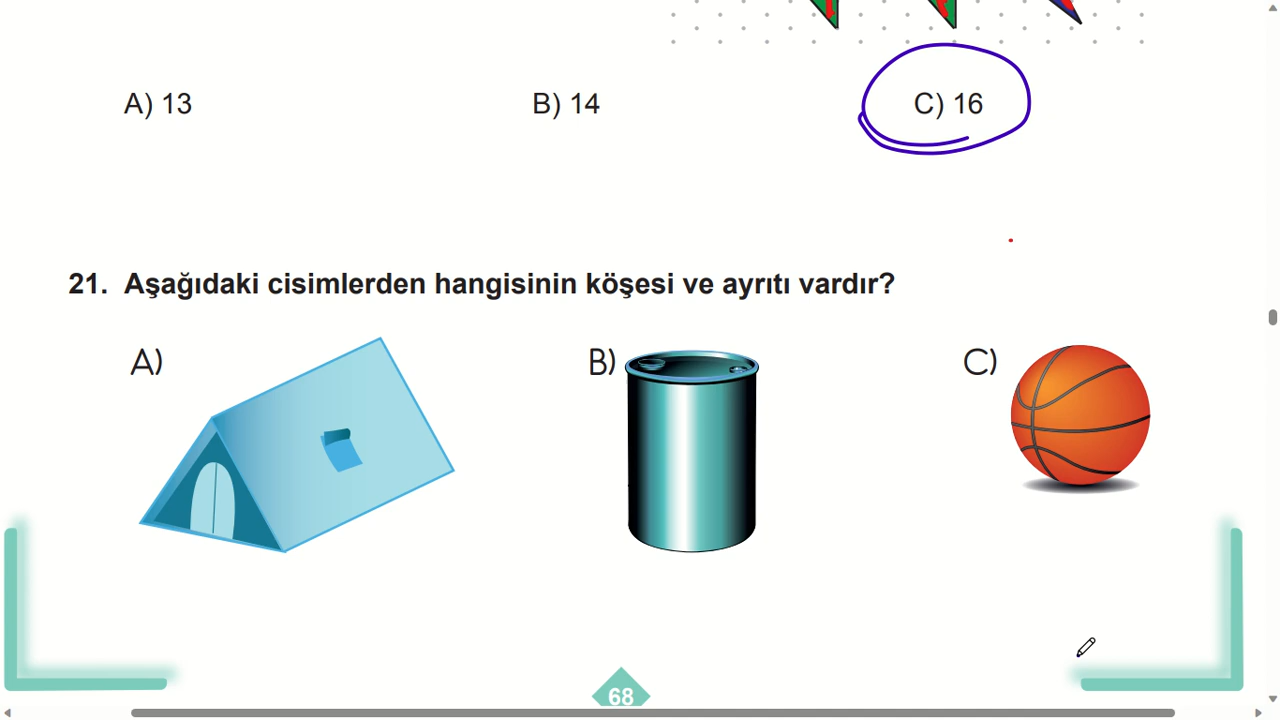 A) 13
B) 14
C) 16
21. Aşağıdaki cisimlerden hangisinin köşesi ve ayrıtı vardır?
A)
B)
C)
68